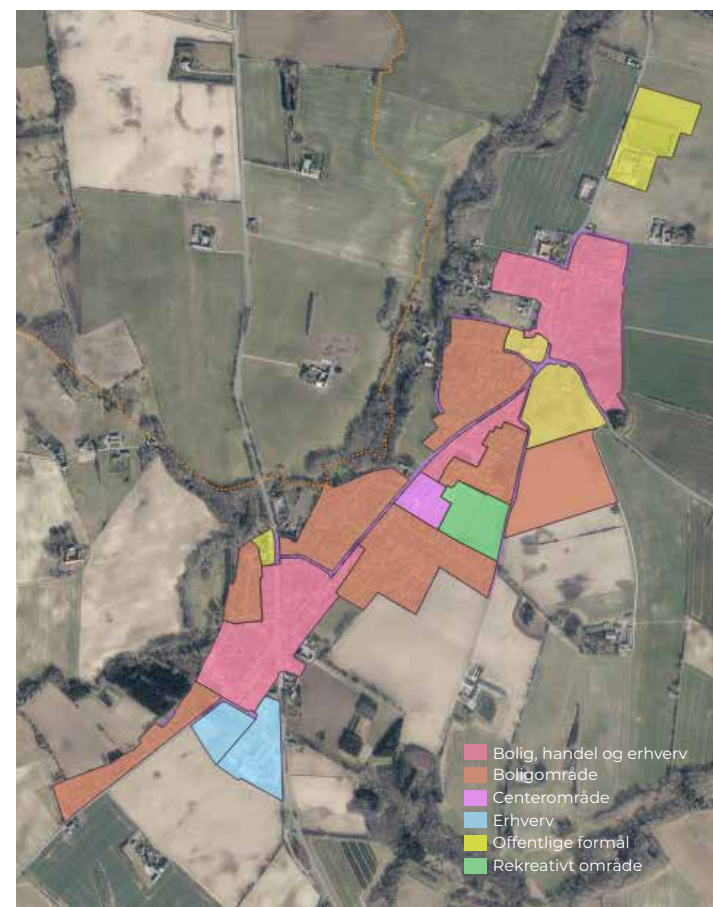 Bolig, handel og erhverv
Boligområde
Centerområde
Erhverv
Offentlige formål
Rekreativt område